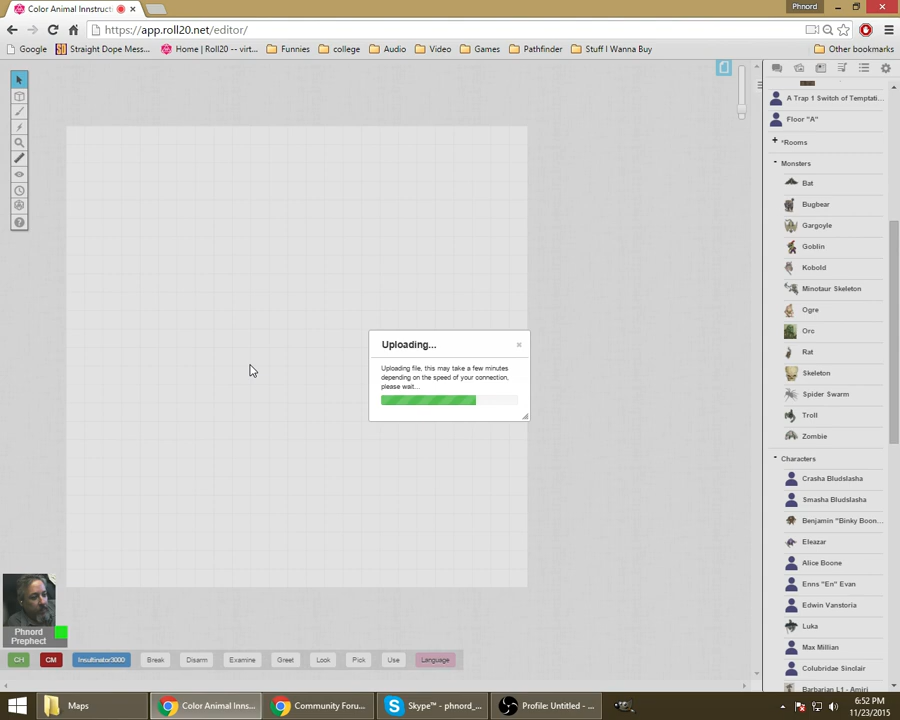 Color Animal Innstructi
Phnord
https://app.roll20.net/editor/
Google
Straight Dope Mess...
Home | Roll20 -- virt...
Funnies
college
Audio
Video
Games
Pathfinder
Stuff I Wanna Buy
Other bookmarks
A Trap 1 Switch of Temptati...
Floor "A"
*Rooms
Monsters
Bat
Bugbear
Gargoyle
Goblin
Kobold
Minotaur Skeleton
Ogre
Orc
Rat
Skeleton
Spider Swarm
Troll
Zombie
Characters
Crasha Bludslasha
Smasha Bludslasha
Benjamin "Binky Boon...
Eleazar
Alice Boone
Enns "En" Evan
Edwin Vanstoria
Luka
Max Millian
Colubridae Sinclair
Barbarian L1 - Amiri
Uploading...
Uploading file, this may take a few minutes
depending on the speed of your connection,
please wait...
Phnord
Prephect
CH
CM
Insultinator3000
Break
Disarm
Examine
Greet
Look
Pick
Use
Language
Maps
Color Animal Inns...
Community Foru...
Skype™ - phnord_...
Profile: Untitled - ...
6:52 PM
11/23/2015